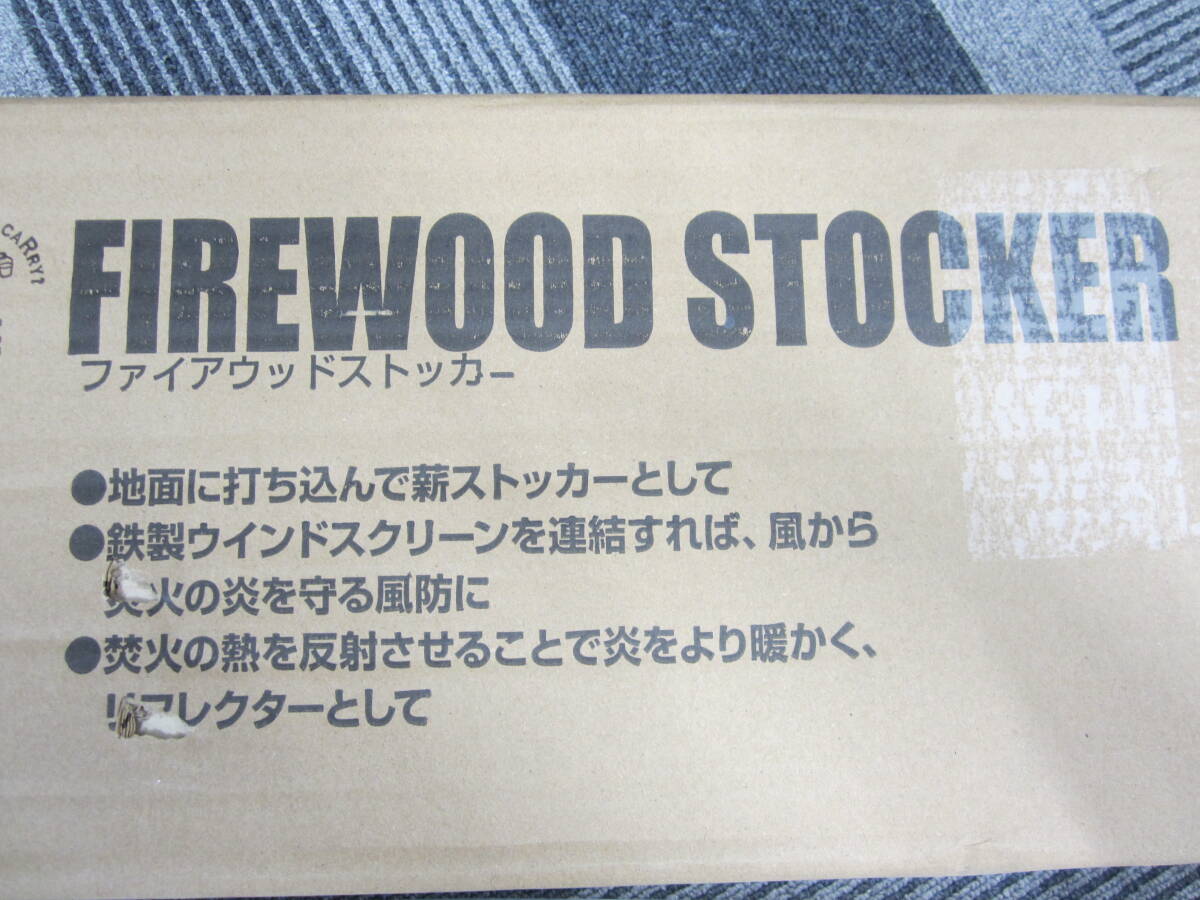 CARRY?
FIREWOOD STOCKER
ファイアウッドストッカー
●地面に打ち込んで薪ストッカーとして
●鉄製ウインドスクリーンを連結すれば、風から
焚火の炎を守る風防に
●焚火の熱を反射させることで炎をより暖かく、
リフレクターとして